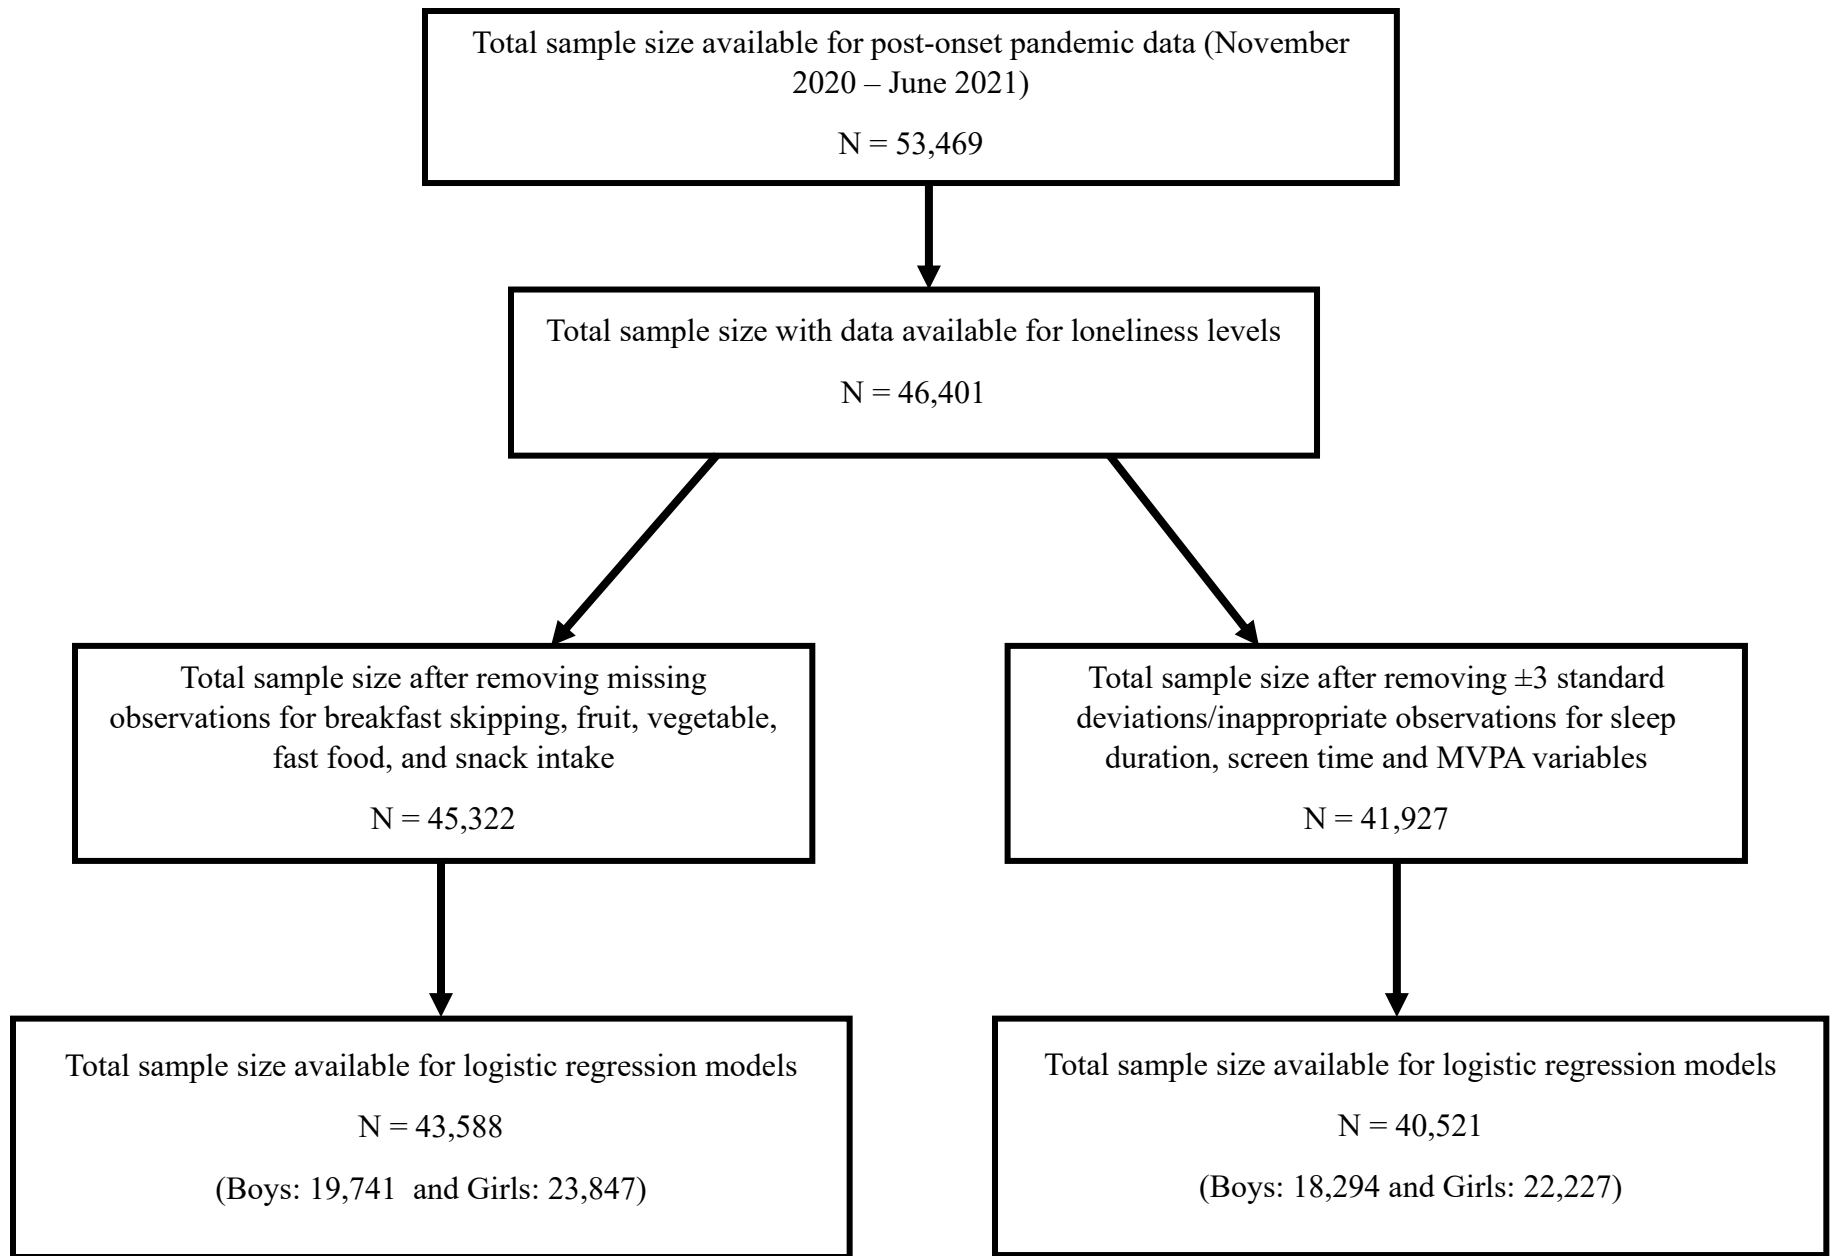 Total sample size available for post-onset pandemic data (November
2020 – June 2021)
N = 53,469
Total sample size with data available for loneliness levels
N = 46,401
Total sample size after removing missing
observations for breakfast skipping, fruit, vegetable,
fast food, and snack intake
N = 45,322
Total sample size after removing ±3 standard
deviations/inappropriate observations for sleep
duration, screen time and MVPA variables
N = 41,927
Total sample size available for logistic regression models
N = 43,588
(Boys: 19,741 and Girls: 23,847)
Total sample size available for logistic regression models
N = 40,521
(Boys: 18,294 and Girls: 22,227)